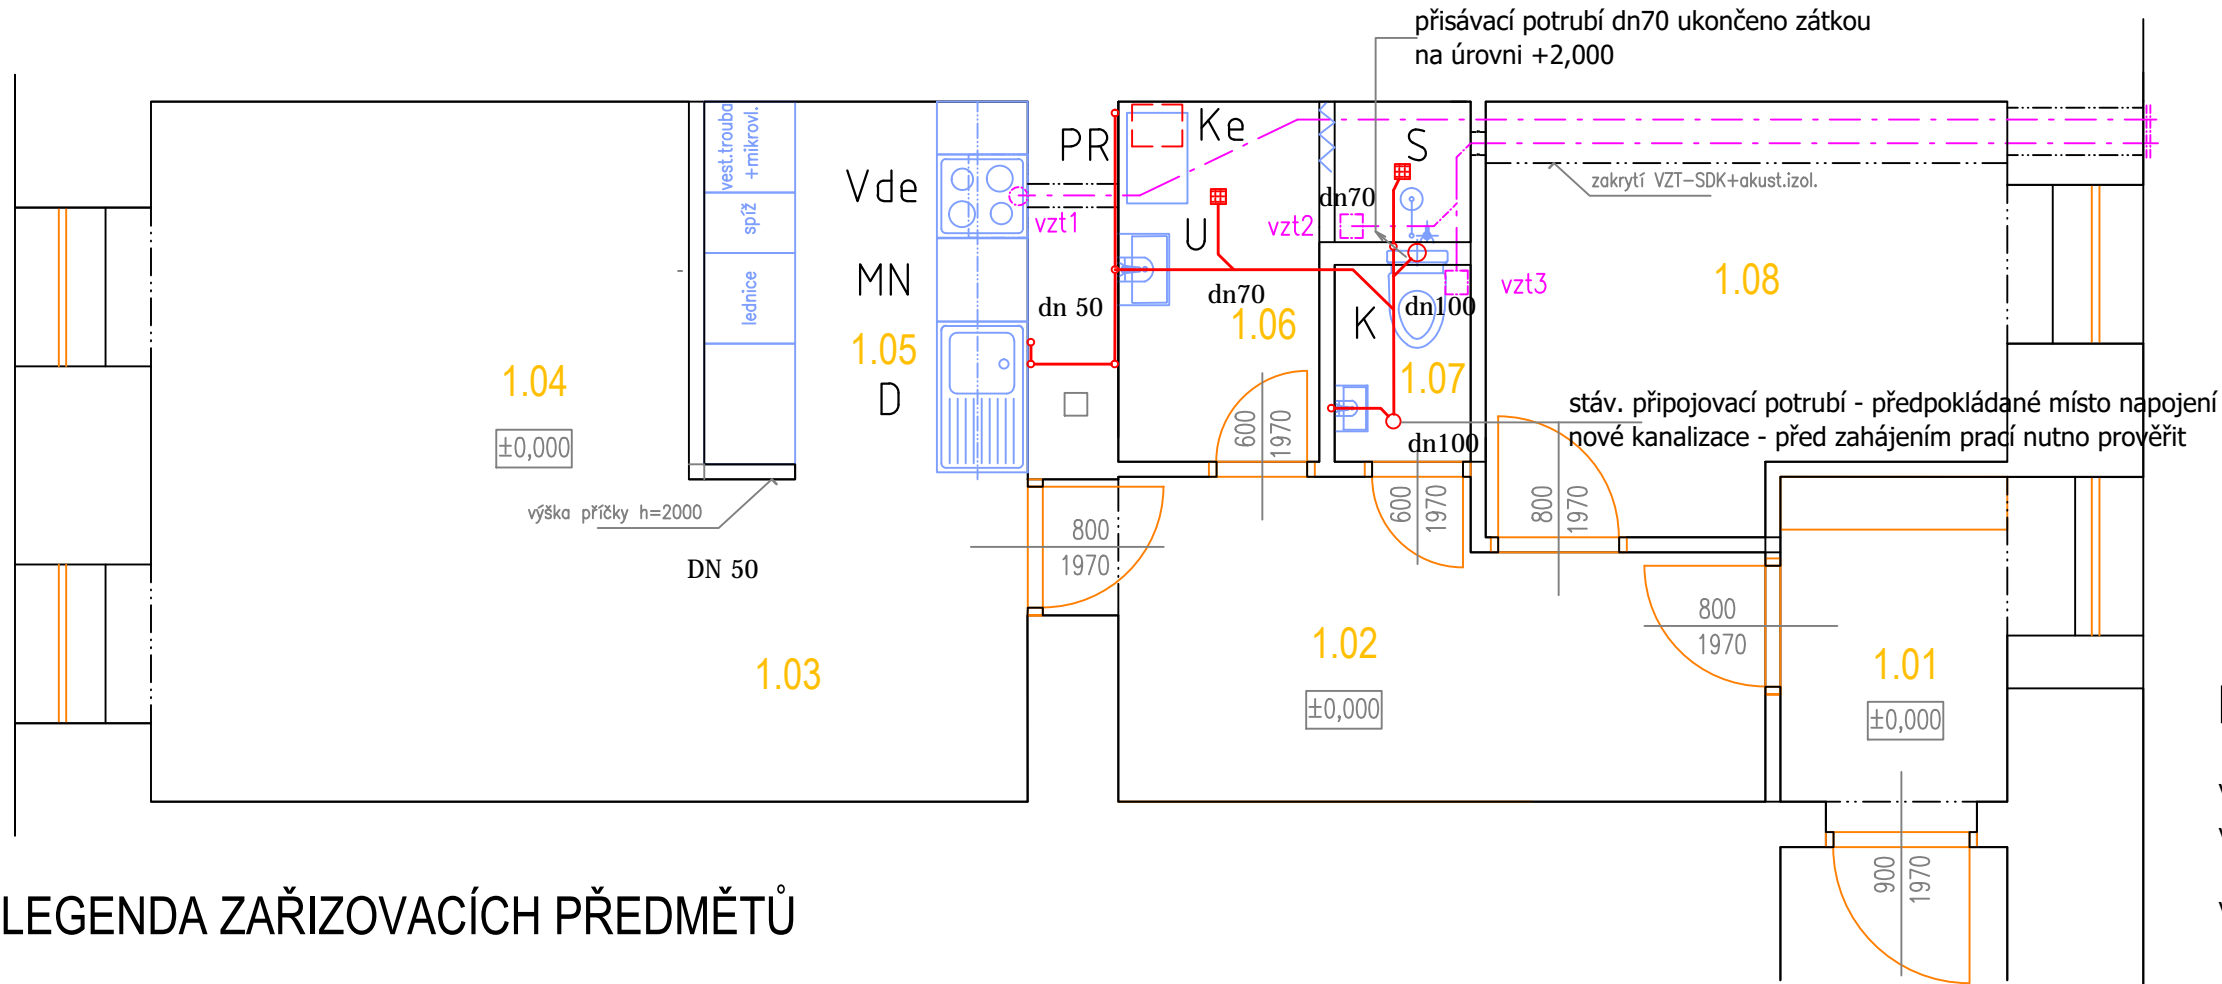 přisávací potrubí dn70 ukončeno zátkou
na úrovni +2,000
vest.trouba
+mikrovl.
spíž
lednice
Vde
MN
1.05
D
PR
Ke
S
vzt1
U
vzt2
dn70
zakrytí VZT-SDK+akust.izol.
vzt3
1.08
dn 50
dn70
1.06
dn100
K
1.07
1.04
±0,000
stáv. připojovací potrubí - předpokládané místo napojení
nové kanalizace - před zahájením prací nutno prověřit
dn100
600
1970
600
1970
800
1970
výška příčky h=2000
800
1970
DN 50
1.03
1.02
±0,000
800
1970
1.01
±0,000
900
1970
LEGENDA ZAŘIZOVACÍCH PŘEDMĚTŮ